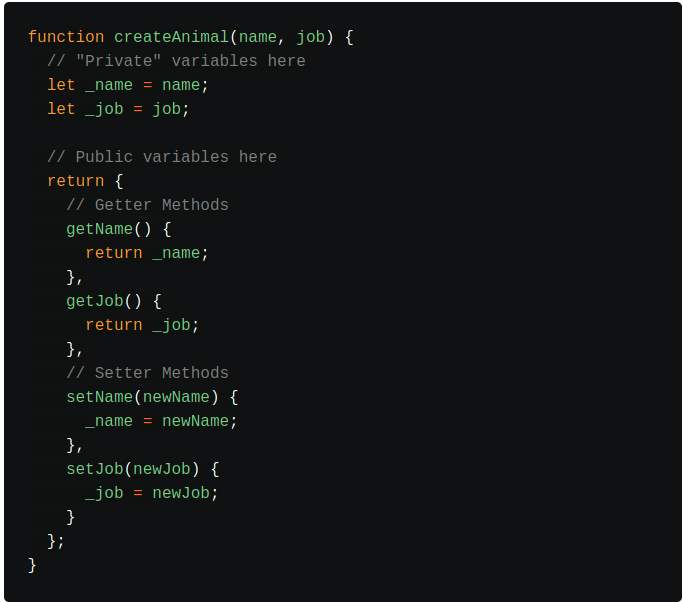 function createAnimal(name, job) {
  // "Private" variables here
  let _name = name;
  let _job = job;

  // Public variables here
  return {
    // Getter Methods
    getName() {
      return _name;
    },
    getJob() {
      return _job;
    },
    // Setter Methods
    setName(newName) {
      _name = newName;
    },
    setJob(newJob) {
      _job = newJob;
    }
  };
}